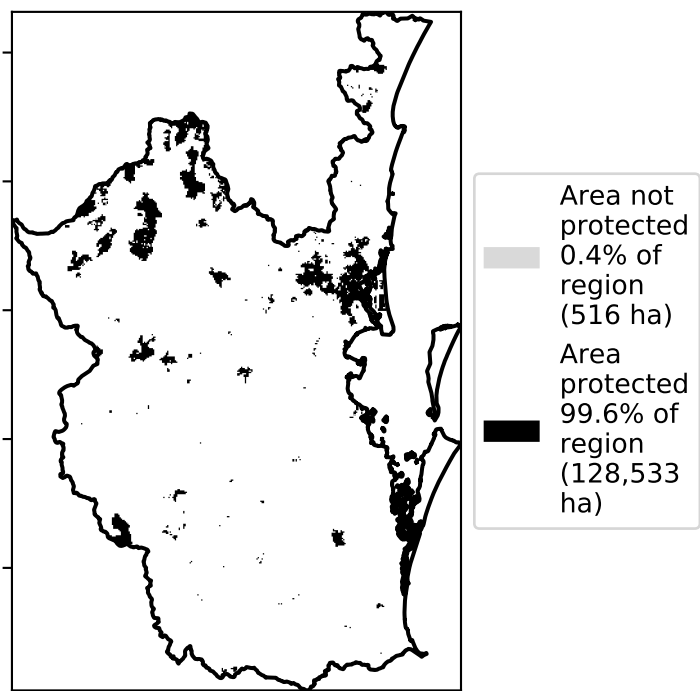 Area not
protected
0.4% of
region
(516 ha)
Area
protected
99.6% of
region
(128,533
ha)